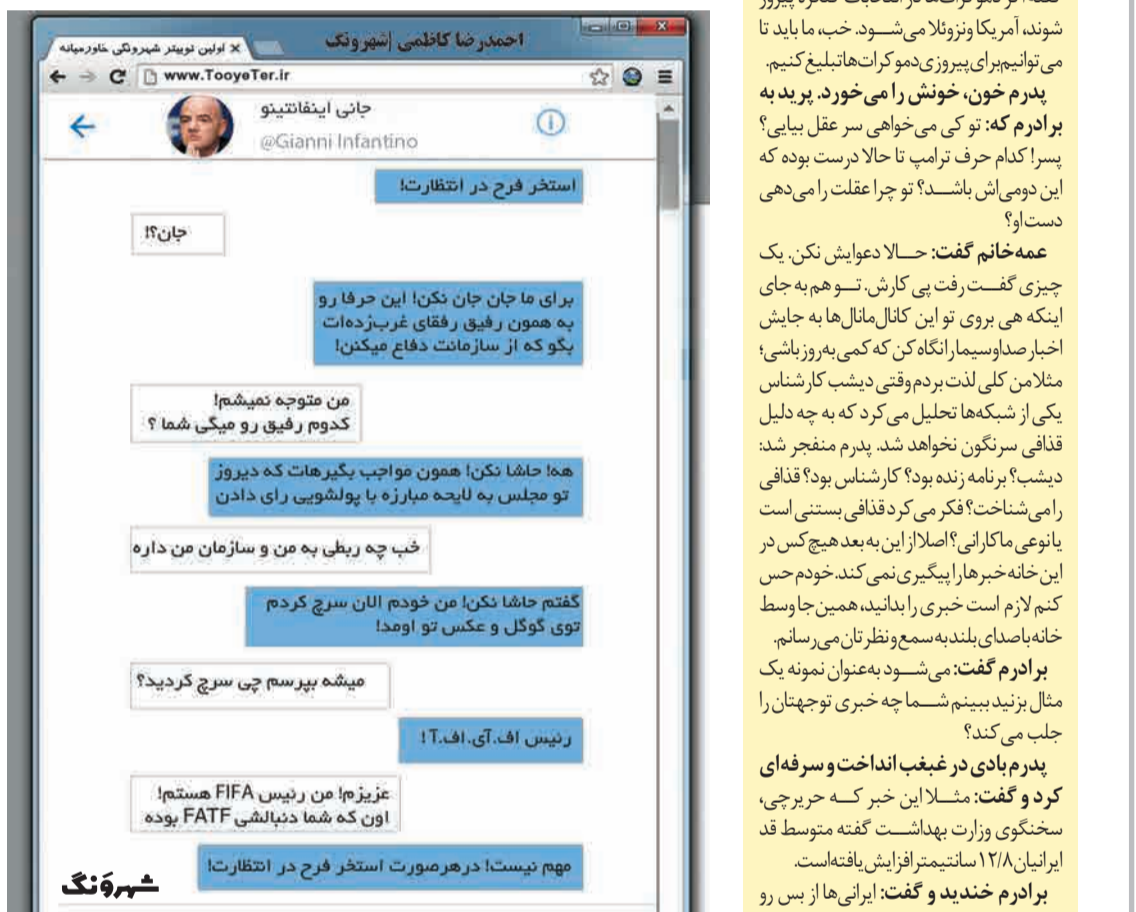 احمدرضا کاظمی |شهرونگ
اولین توییتر شهرونگی خاورمیانه
www.TooyeTer.ir
جانی اینفانتینو
@Gianni Infantino
استخر فرح در انتظارت!
جان؟!
برای ما جان جان نکن! این حرفا رو
به همون رفیق رفقای غرب‌زده‌ات
بگو که از سازمانت دفاع میکنن!
من متوجه نمیشم!
کدوم رفیق رو میگی شما ؟
هه! حاشا نکن! همون مواجب بگیرهات که دیروز
تو مجلس به لایحه مبارزه با پولشویی رای دادن
خب چه ربطی به من و سازمان من داره
گفتم حاشا نکن! من خودم الان سرچ کردم
توی گوگل و عکس تو اومد!
میشه بپرسم چی سرچ کردید؟
رئیس اف.آی.اف.آ !
عزیزم! من رئیس FIFA هستم!
اون که شما دنبالشی FATF بوده
مهم نیست! درهرصورت استخر فرح در انتظارت!
شهروَنگ
شوند، آمریکا ونزوئلا می‌شود. خب، ما باید تا
می‌توانیم برای پیروزی دموکرات‌ها تبلیغ کنیم.
پدرم خون، خونش را می‌خورد. پرید به
برادرم که: تو کی می‌خواهی سر عقل بیایی؟
پسر! کدام حرف ترامپ تا حالا درست بوده که
این دومی‌اش باشد؟ تو چرا عقلت را می‌دهی
دست او؟
عمه‌خانم گفت: حالا دعوایش نکن. یک
چیزی گفت رفت پی کارش. تو هم به جای
اینکه هی بروی تو این کانال مانال‌ها به جایش
اخبار صداوسیما را نگاه کن که کمی به‌روز باشی؛
مثلا من کلی لذت بردم وقتی دیشب کارشناس
یکی از شبکه‌ها تحلیل می‌کرد که به چه دلیل
قذافی سرنگون نخواهد شد. پدرم منفجر شد:
دیشب؟ برنامه زنده بود؟ کارشناس بود؟ قذافی
را می‌شناخت؟ فکر می‌کرد قذافی بستنی است
یا نوعی ماکارانی؟ اصلا از این به بعد هیچ‌کس در
این خانه خبرها را پیگیری نمی‌کند. خودم حس
کنم لازم است خبری را بدانید، همین جا وسط
خانه با صدای بلند به سمع و نظرتان می‌رسانم.
برادرم گفت: می‌شود به‌عنوان نمونه یک
مثال بزنید ببینم شما چه خبری توجهتان را
جلب می‌کند؟
پدرم بادی در غبغب انداخت و سرفه‌ای
کرد و گفت: مثلا این خبر که حریرچی،
سخنگوی وزارت بهداشت گفته متوسط قد
ایرانیان ۱۲/۸ سانتیمتر افزایش یافته‌است.
برادرم خندید و گفت: ایرانی‌ها از بس رو